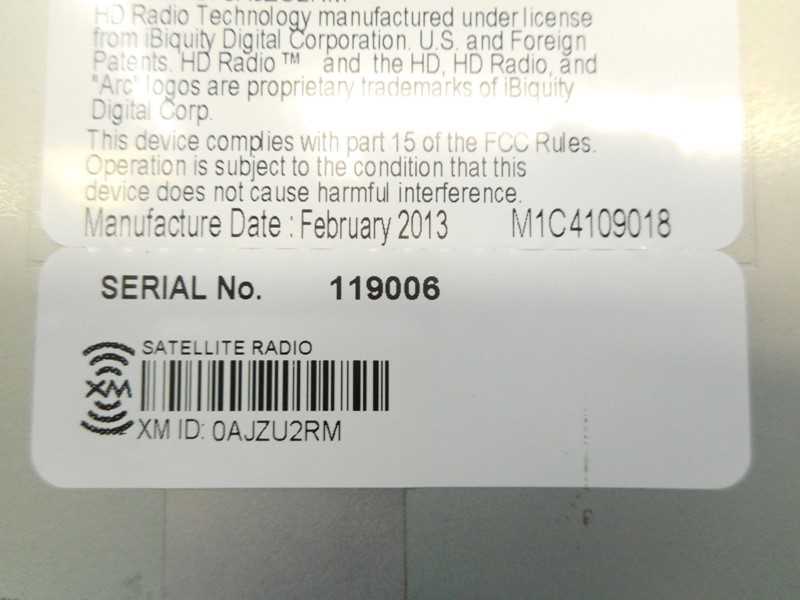 HD Radio Technology manufactured under license
from iBiquity Digital Corporation. U.S. and Foreign
Patents. HD Radio™ and the HD, HD Radio, and
"Arc" logos are proprietary trademarks of iBiquity
Digital Corp.
This device complies with part 15 of the FCC Rules.
Operation is subject to the condition that this
device does not cause harmful interference.
Manufacture Date : February 2013 M1C4109018
SERIAL No. 119006
SATELLITE RADIO
XM
XM ID: 0AJZU2RM